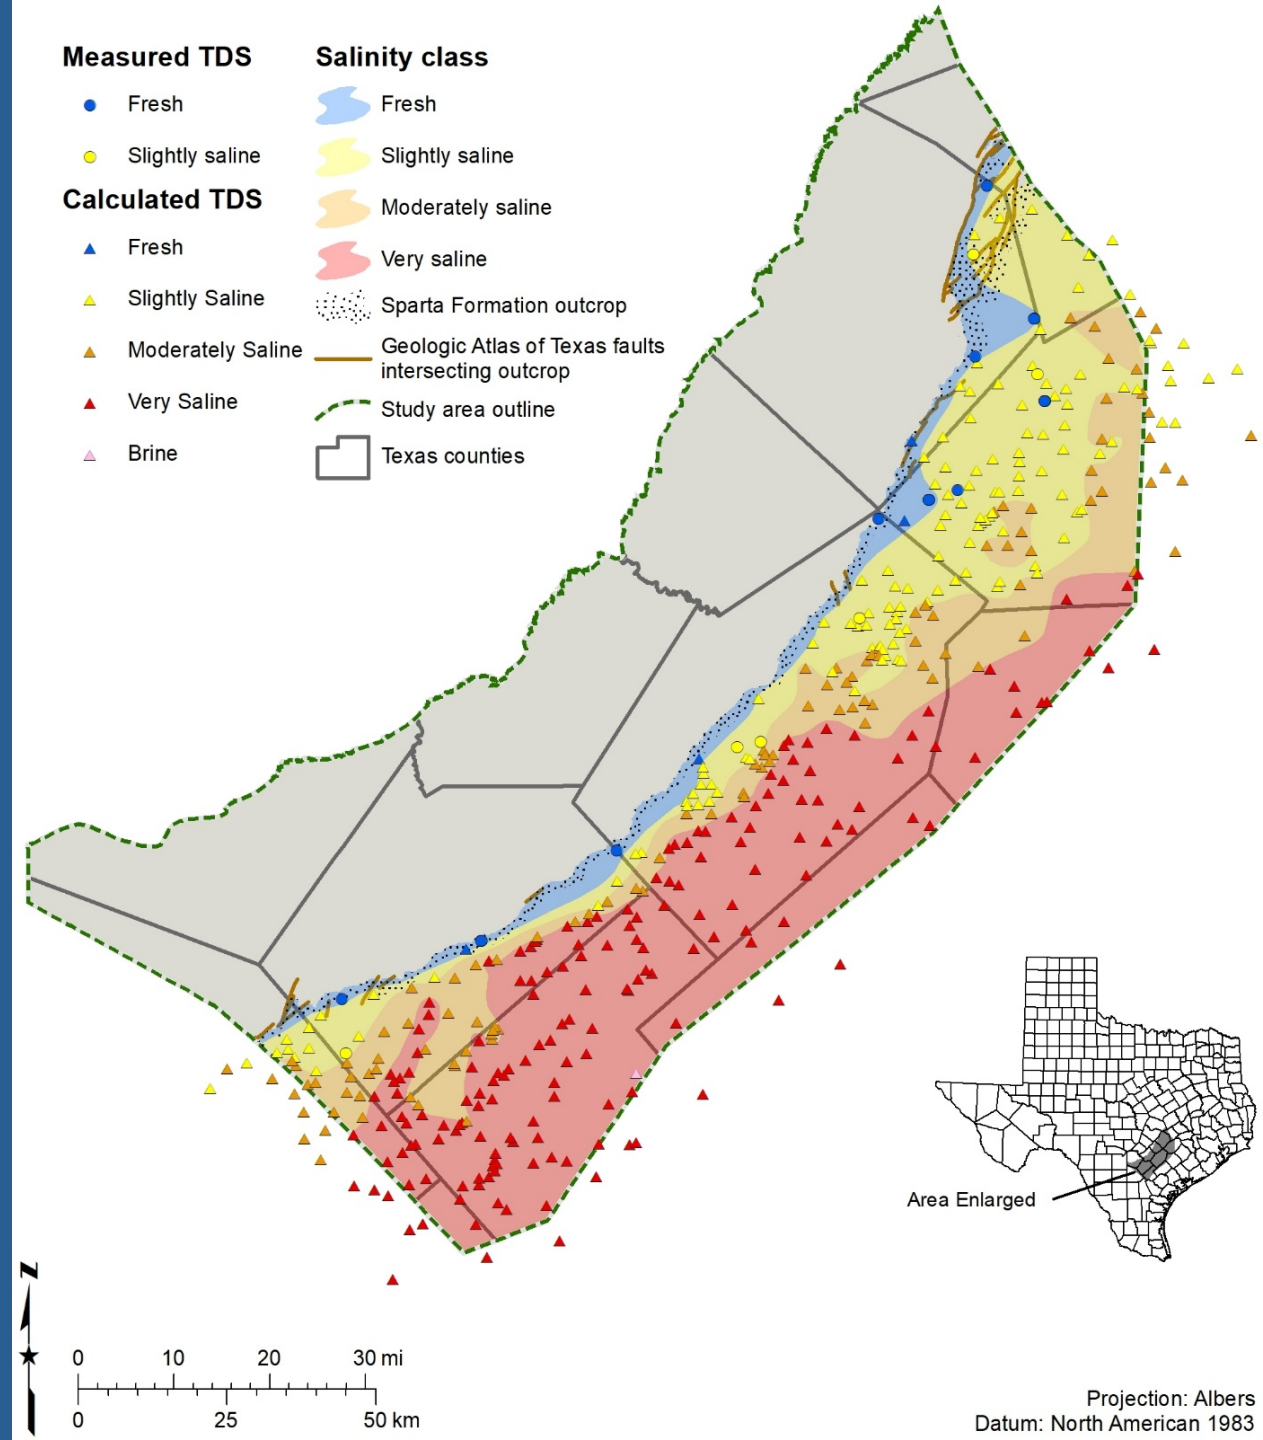 Measured TDS
Fresh
Slightly saline
Calculated TDS
Fresh
Slightly Saline
Moderately Saline
Very Saline
Brine
Salinity class
Fresh
Slightly saline
Moderately saline
Very saline
Sparta Formation outcrop
Geologic Atlas of Texas faults
intersecting outcrop
Study area outline
Texas counties
Area Enlarged
N
0 10 20 30 mi
0 25 50 km
Projection: Albers
Datum: North American 1983